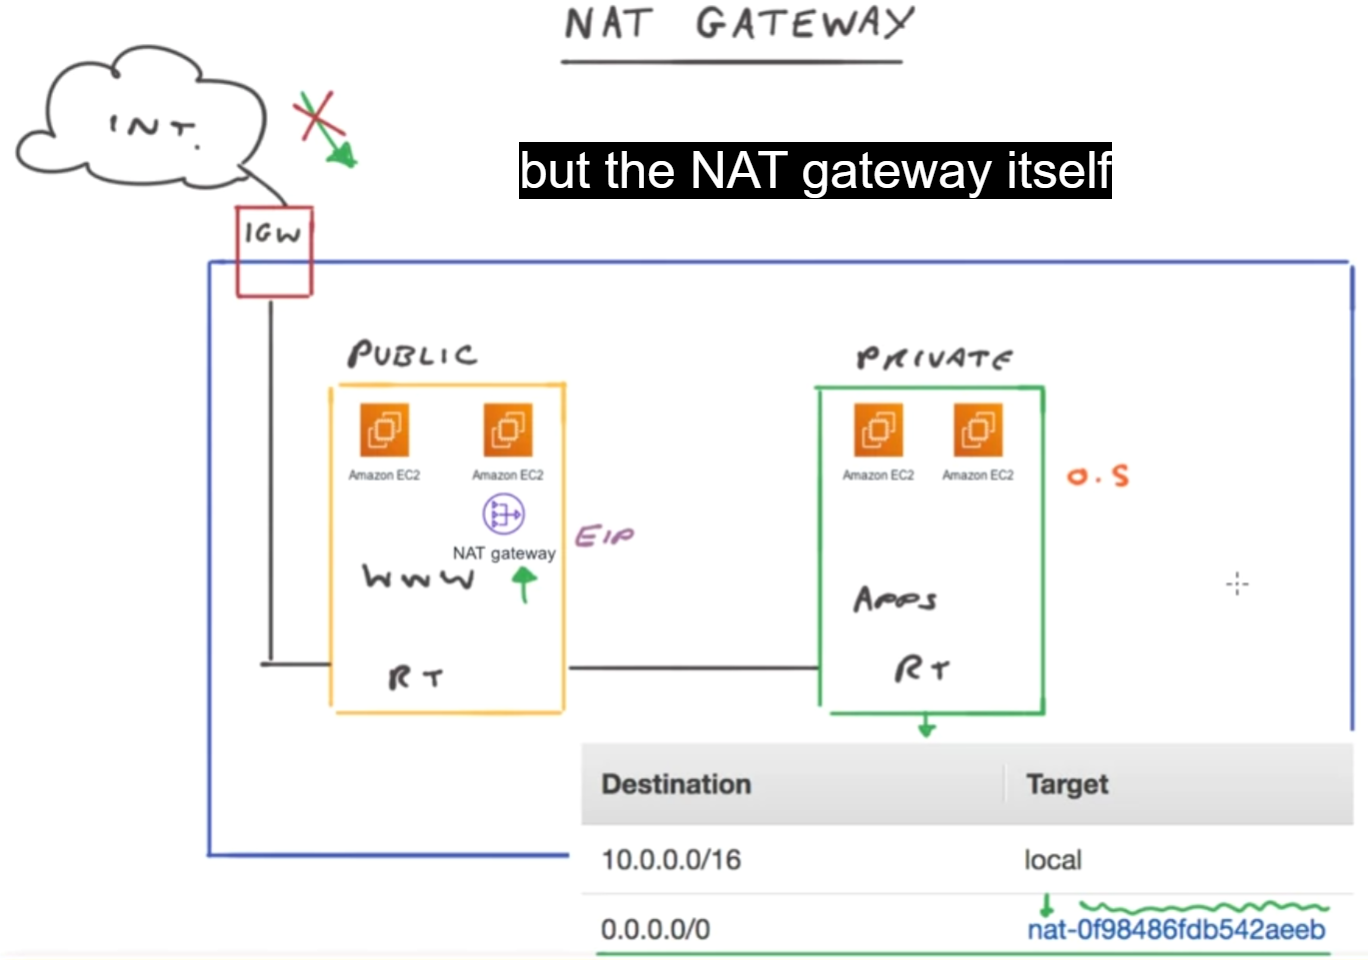 NAT GATEWAY
INT.
but the NAT gateway itself
IGW
PUBLIC
PRIVATE
Amazon EC2
Amazon EC2
Amazon EC2
Amazon EC2
O.S
NAT gateway
EIP
WWW
APPS
RT
RT
Destination Target
10.0.0.0/16 local
0.0.0.0/0 nat-0f98486fdb542aeeb